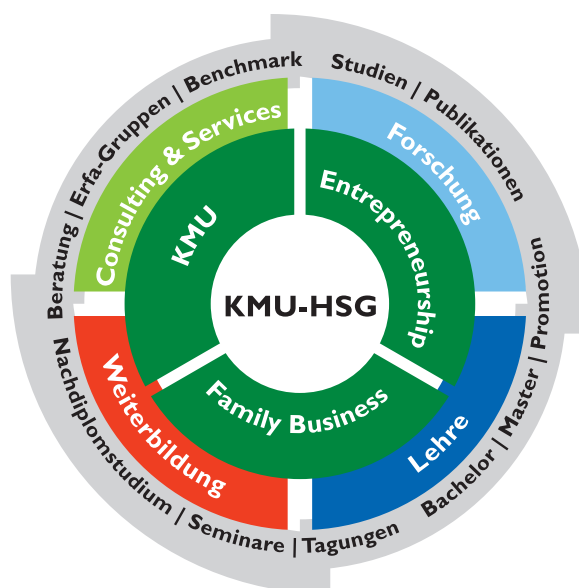 Beratung | Erfa-Gruppen | Benchmark
Studien | Publikationen
Consulting & Services
Forschung
KMU
Entrepreneurship
KMU-HSG
Family Business
Weiterbildung
Lehre
Nachdiplomstudium | Seminare | Tagungen
Bachelor | Master | Promotion